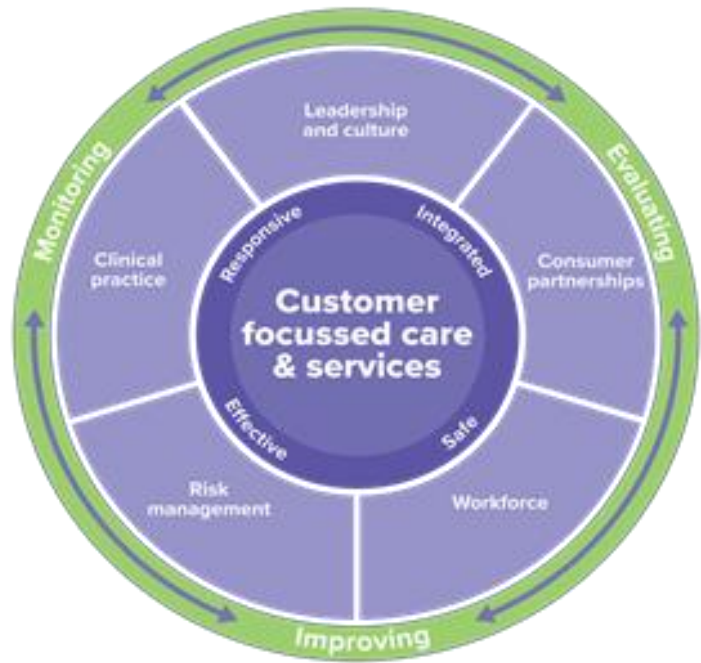 Leadership
and culture
Monitoring
Evaluating
Responsive
Integrated
Clinical
practice
Consumer
partnerships
Customer
focussed care
& services
Effective
Safe
Risk
management
Workforce
Improving